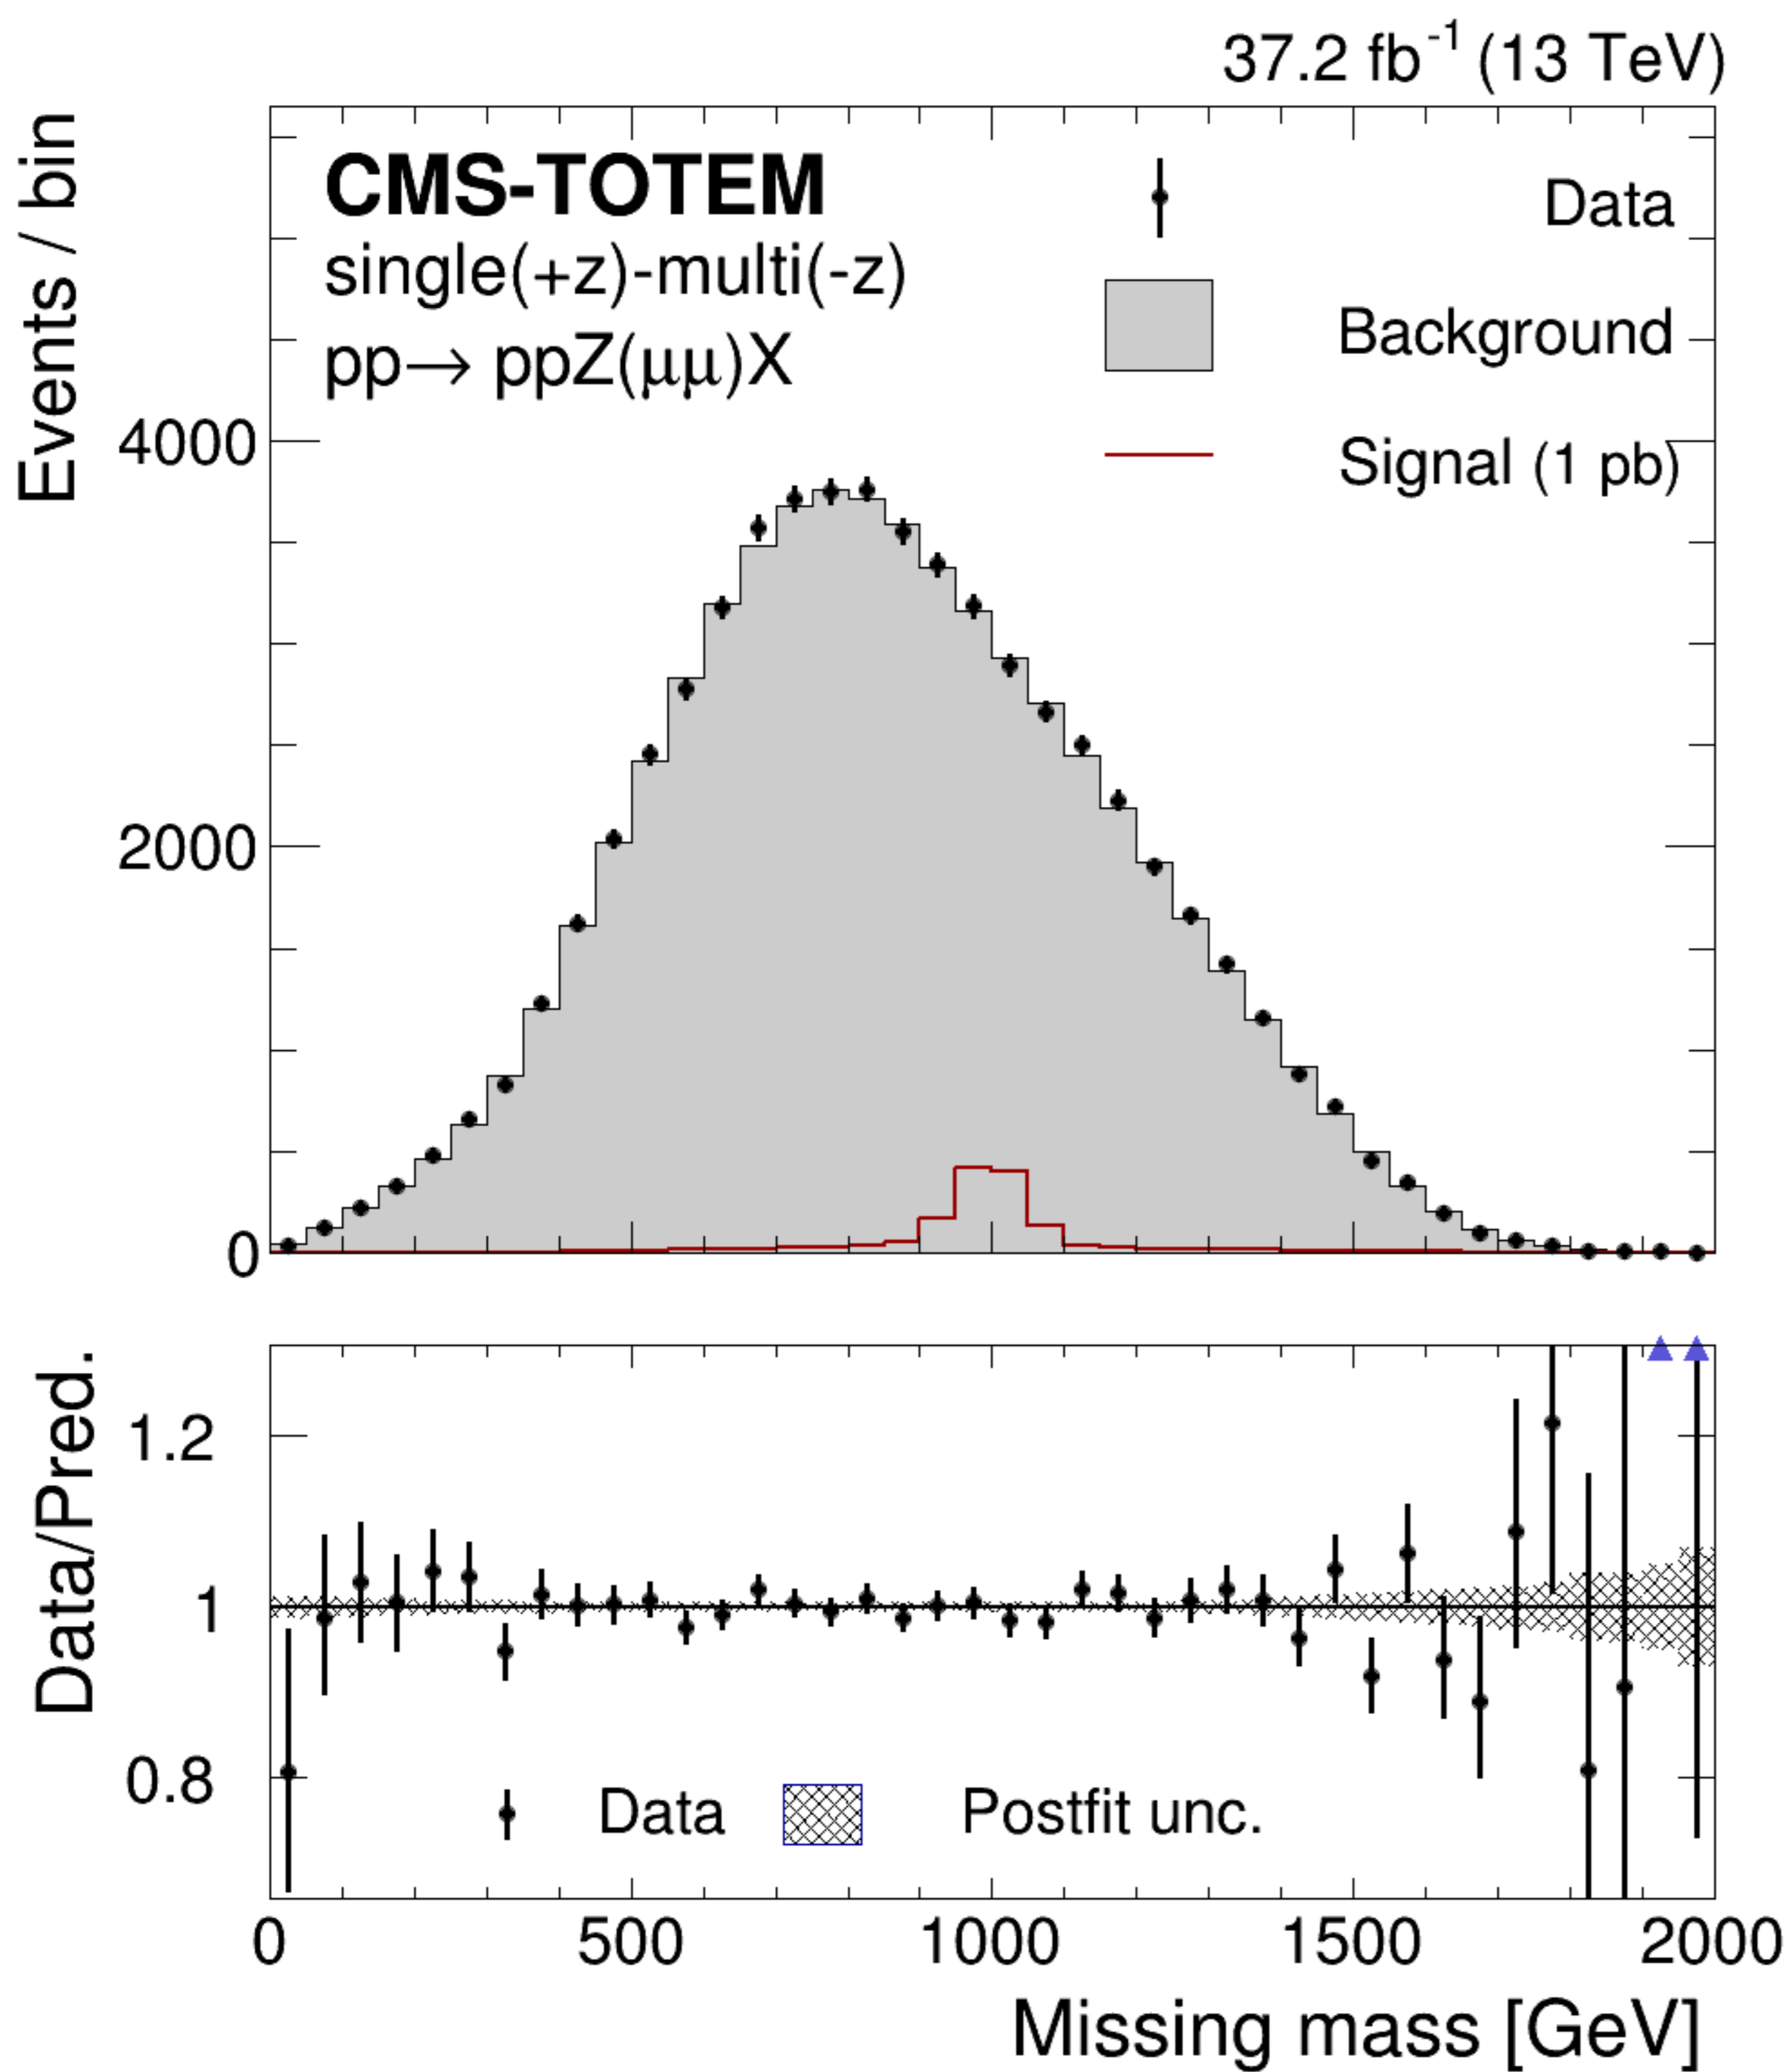 37.2 fb⁻¹ (13 TeV)
Events / bin
CMS-TOTEM
single(+z)-multi(-z)
pp→ ppZ(μμ)X
Data
Background
Signal (1 pb)
4000
2000
0
Data/Pred.
1.2
1
0.8
Data
Postfit unc.
0 500 1000 1500 2000
Missing mass [GeV]